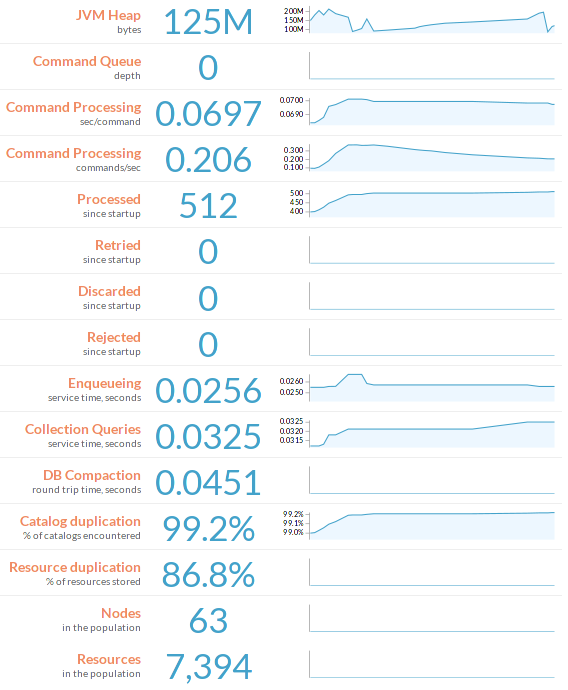 JVM Heap
bytes
125M
200M
150M
100M
Command Queue
depth
0
Command Processing
sec/command
0.0697
0.0700
0.0690
Command Processing
commands/sec
0.206
0.300
0.200
0.100
Processed
since startup
512
500
450
400
Retried
since startup
0
Discarded
since startup
0
Rejected
since startup
0
Enqueueing
service time, seconds
0.0256
0.0260
0.0250
Collection Queries
service time, seconds
0.0325
0.0325
0.0320
0.0315
DB Compaction
round trip time, seconds
0.0451
Catalog duplication
% of catalogs encountered
99.2%
99.2%
99.1%
99.0%
Resource duplication
% of resources stored
86.8%
Nodes
in the population
63
Resources
in the population
7,394